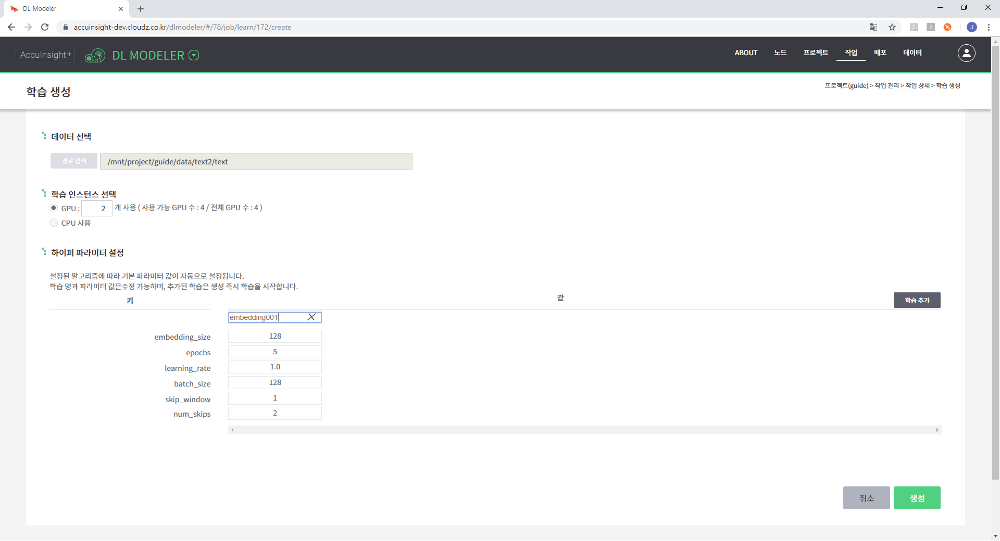 DL Modeler
accuinsight-dev.cloudz.co.kr/dlmodeler/#/78/job/learn/172/create
J
AccuInsight+
DL MODELER
ABOUT
노드
프로젝트
작업
배포
데이터
학습 생성
프로젝트(guide) > 작업 관리 > 작업 상세 > 학습 생성
데이터 선택
경로 검색
/mnt/project/guide/data/text2/text
학습 인스턴스 선택
GPU : 2 개 사용 ( 사용 가능 GPU 수 : 4 / 전체 GPU 수 : 4 )
CPU 사용
하이퍼 파라미터 설정
설정된 알고리즘에 따라 기본 파라미터 값이 자동으로 설정됩니다.
학습 명과 파라미터 값은수정 가능하며, 추가된 학습은 생성 즉시 학습을 시작합니다.
키
값
학습 추가
embedding001
embedding_size 128
epochs 5
learning_rate 1.0
batch_size 128
skip_window 1
num_skips 2
취소
생성